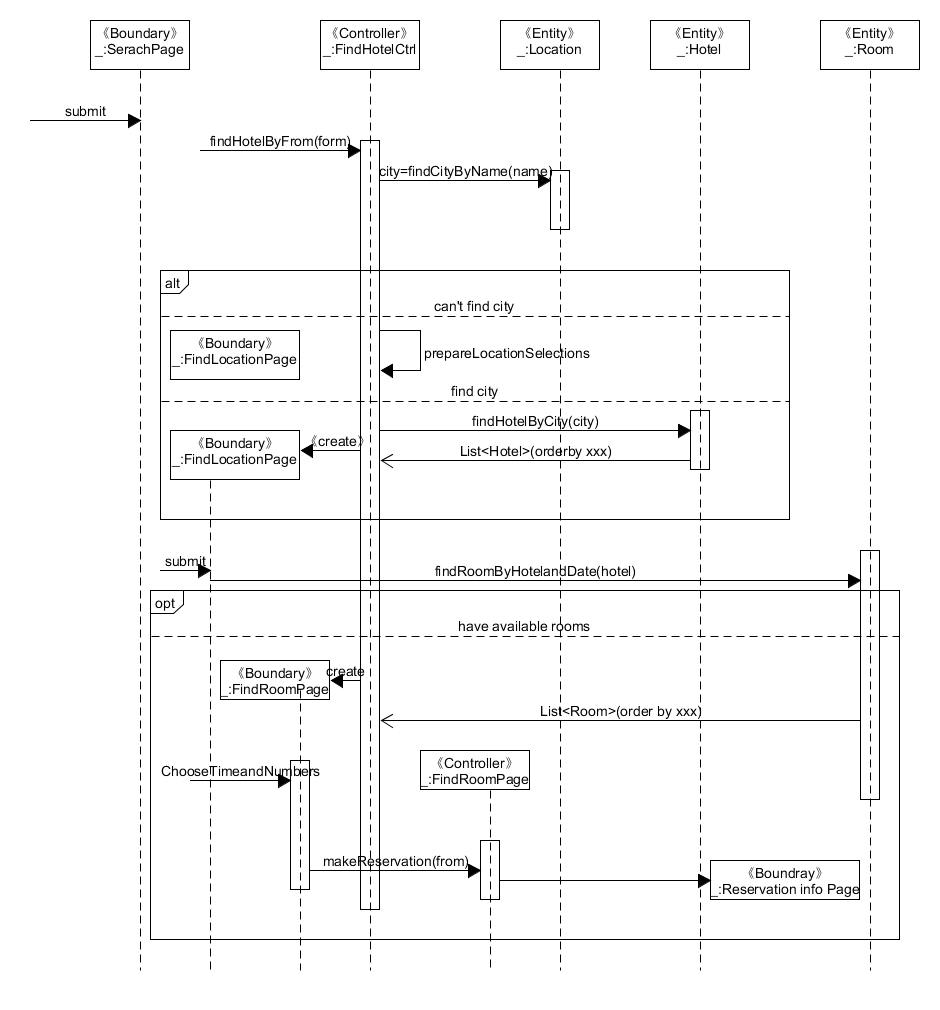 《Boundary》
_:SerachPage
《Controller》
_:FindHotelCtrl
《Entity》
_:Location
《Entity》
_:Hotel
《Entity》
_:Room
submit
findHotelByFrom(form)
city=findCityByName(name)
alt
can't find city
《Boundary》
_:FindLocationPage
prepareLocationSelections
find city
findHotelByCity(city)
《Boundary》
_:FindLocationPage
《create》
List<Hotel>(orderby xxx)
submit
findRoomByHotelandDate(hotel)
opt
have available rooms
《Boundary》
_:FindRoomPage
create
List<Room>(order by xxx)
ChooseTimeandNumbers
《Controller》
_:FindRoomPage
makeReservation(from)
《Boundray》
_:Reservation info Page